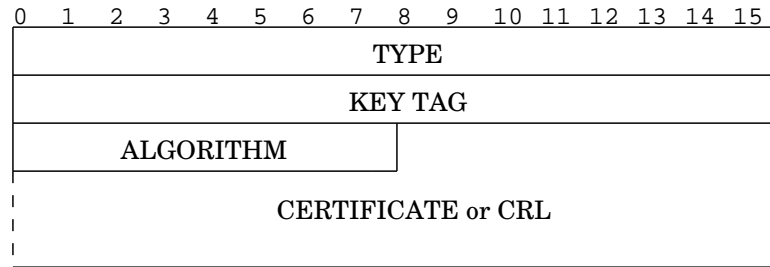 0 1 2 3 4 5 6 7 8 9 10 11 12 13 14 15
TYPE
KEY TAG
ALGORITHM
CERTIFICATE or CRL